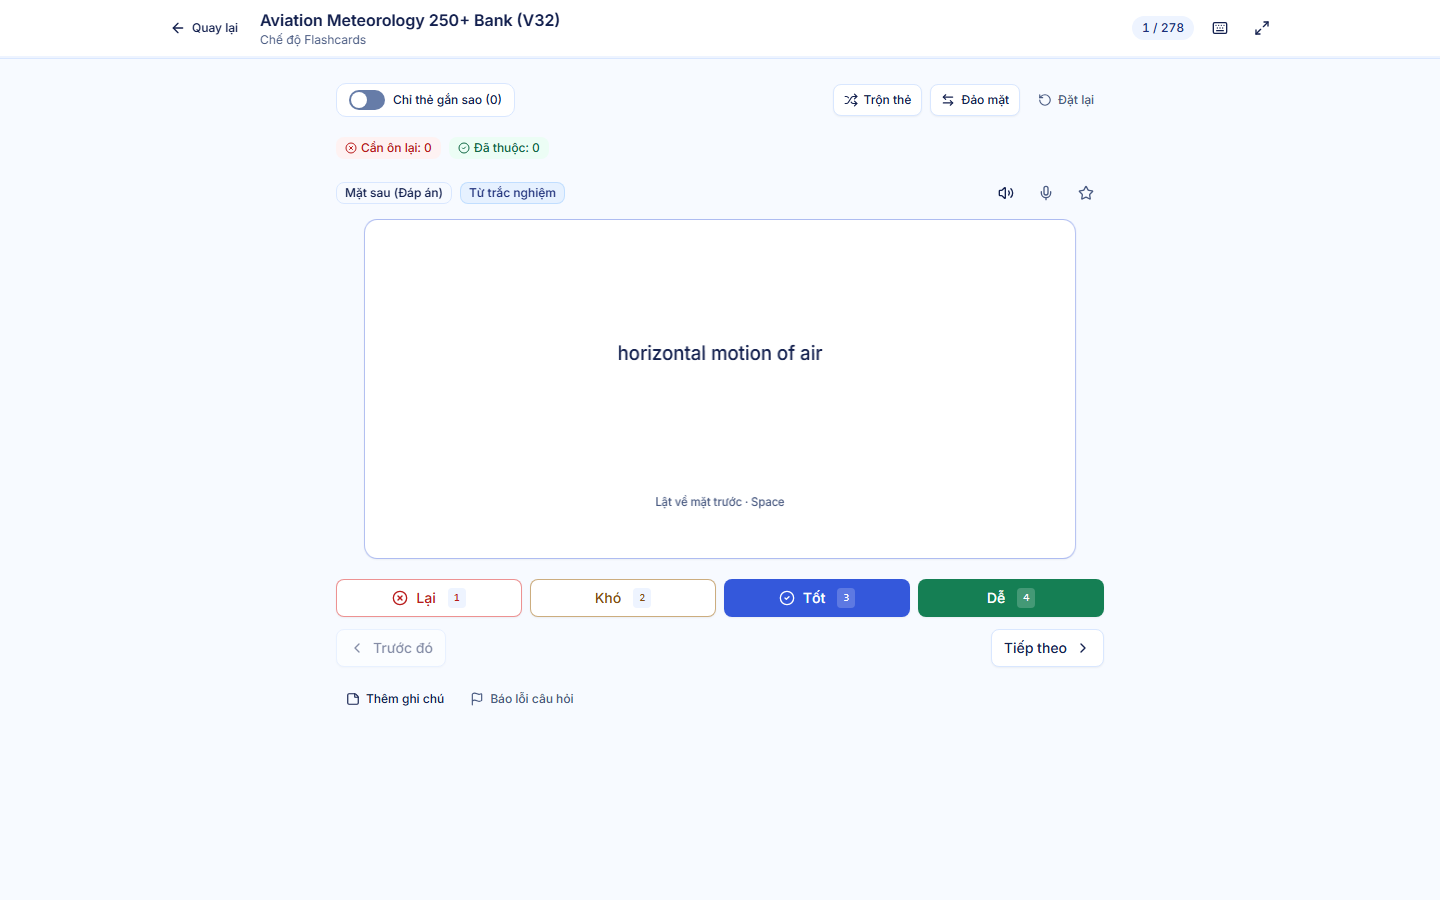 Quay lại
Aviation Meteorology 250+ Bank (V32)
Chế độ Flashcards
1 / 278
Chỉ thẻ gắn sao (0)
Trộn thẻ
Đảo mặt
Đặt lại
Cần ôn lại: 0
Đã thuộc: 0
Mặt sau (Đáp án)
Từ trắc nghiệm
horizontal motion of air
Lật về mặt trước · Space
Lại 1
Khó 2
Tốt 3
Dễ 4
Trước đó
Tiếp theo
Thêm ghi chú
Báo lỗi câu hỏi